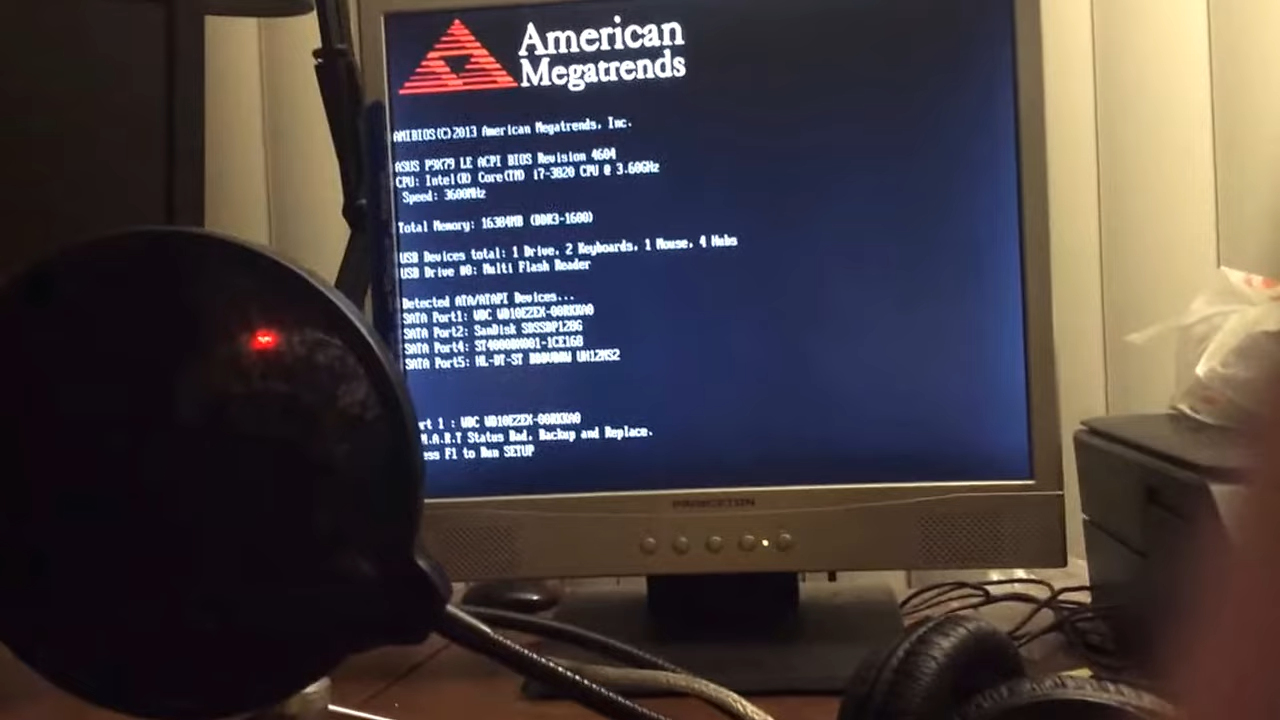 American
Megatrends
AMIBIOS(C)2013 American Megatrends, Inc.
ASUS P9X79 LE ACPI BIOS Revision 4604
CPU: Intel(R) Core(TM) i7-3820 CPU @ 3.60GHz
Speed: 3600MHz
Total Memory: 16384MB (DDR3-1600)
USB Devices total: 1 Drive, 2 Keyboards, 1 Mouse, 4 Hubs
USB Drive #0: Multi Flash Reader
Detected ATA/ATAPI Devices...
SATA Port1: WDC WD10EZEX-00RKKA0
SATA Port2: SanDisk SDSSDP128G
SATA Port4: ST4000DM001-1CE168
SATA Port5: HL-DT-ST UH12NS2
rt 1 : WDC WD10EZEX-00RKKA0
M.A.R.T Status Bad, Backup and Replace.
ess F1 to Run SETUP
PRINCETON